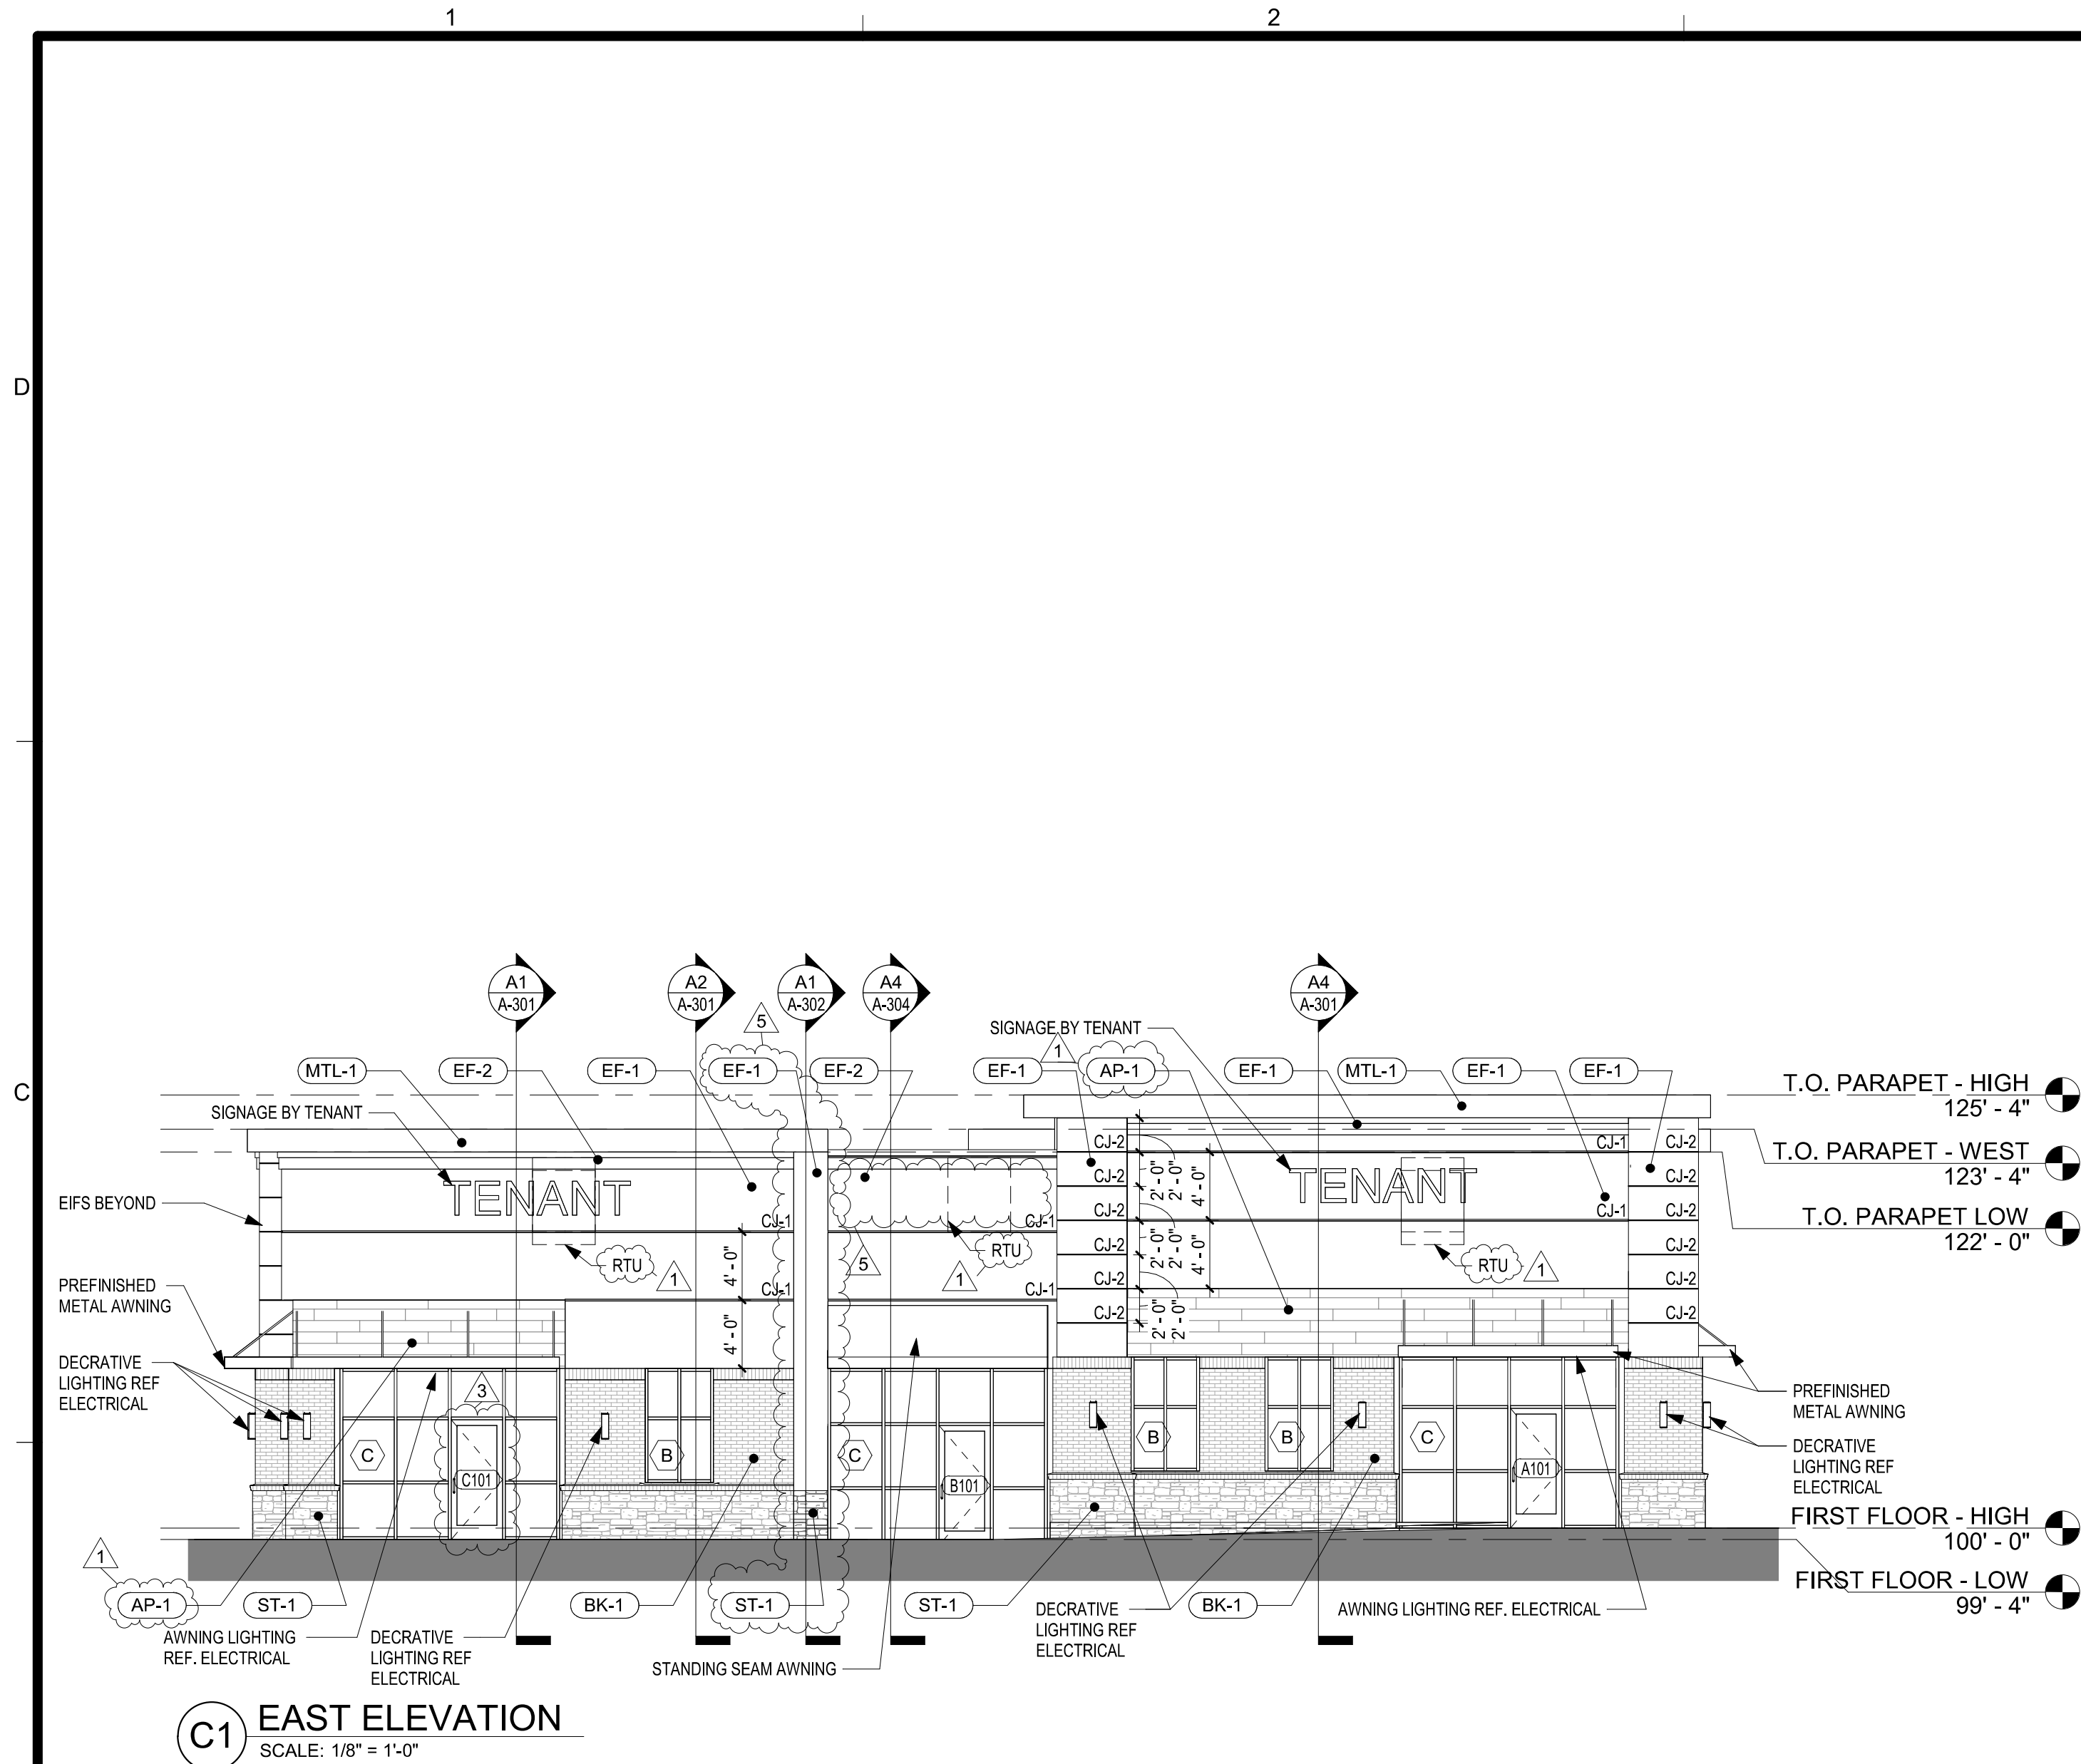 1
2
D
C
A1
A-301
A2
A-301
A1
A-302
A4
A-304
A4
A-301
5
SIGNAGE BY TENANT
1
MTL-1
EF-2
EF-1
EF-1
EF-2
EF-1
AP-1
EF-1
MTL-1
EF-1
EF-1
T.O. PARAPET - HIGH
125' - 4"
SIGNAGE BY TENANT
T.O. PARAPET - WEST
123' - 4"
T.O. PARAPET LOW
122' - 0"
CJ-2
CJ-1
CJ-2
CJ-2
CJ-2
TENANT
TENANT
2' - 0"
2' - 0"
4' - 0"
EIFS BEYOND
CJ-1
CJ-1
CJ-2
CJ-1
CJ-2
CJ-2
CJ-2
RTU
1
4' - 0"
5
RTU
1
2' - 0"
2' - 0"
4' - 0"
RTU
1
CJ-1
CJ-1
CJ-2
CJ-2
PREFINISHED
METAL AWNING
CJ-2
CJ-2
4' - 0"
2' - 0"
2' - 0"
DECRATIVE
LIGHTING REF
ELECTRICAL
3
PREFINISHED
METAL AWNING
C
B
C
B
B
C
C101
B101
A101
DECRATIVE
LIGHTING REF
ELECTRICAL
FIRST FLOOR - HIGH
100' - 0"
1
FIRST FLOOR - LOW
99' - 4"
AP-1
ST-1
BK-1
ST-1
ST-1
BK-1
DECRATIVE
LIGHTING REF
ELECTRICAL
AWNING LIGHTING REF. ELECTRICAL
AWNING LIGHTING
REF. ELECTRICAL
DECRATIVE
LIGHTING REF
ELECTRICAL
STANDING SEAM AWNING
C1
EAST ELEVATION
SCALE: 1/8" = 1'-0"